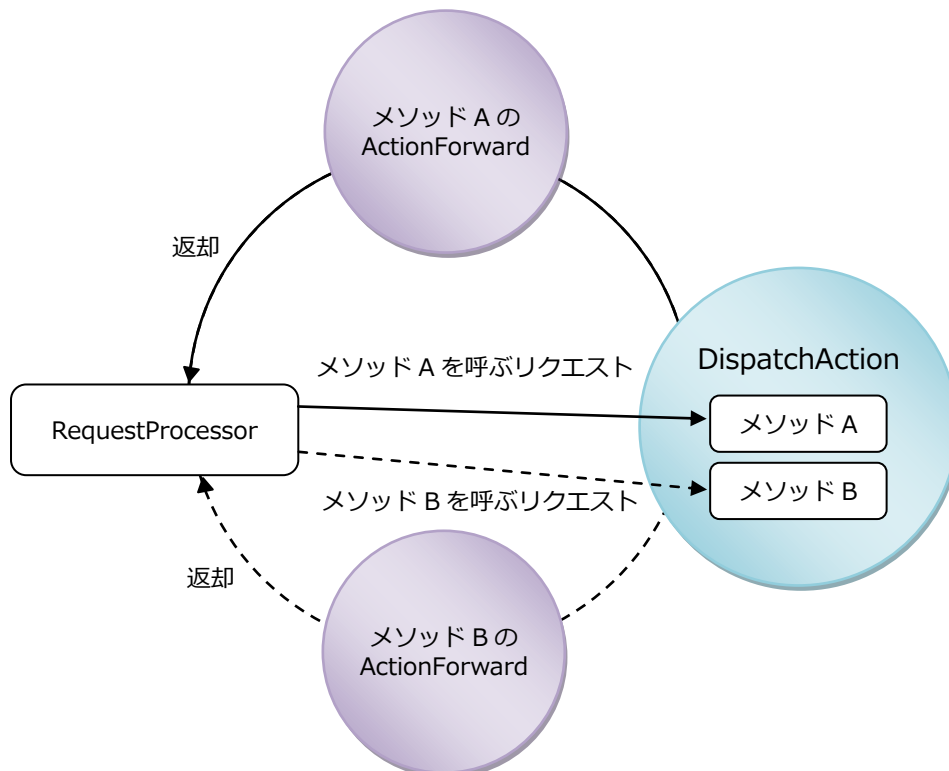 メソッド A の
ActionForward
返却
メソッド A を呼ぶリクエスト
DispatchAction
メソッド A
RequestProcessor
メソッド B
メソッド B を呼ぶリクエスト
返却
メソッド B の
ActionForward